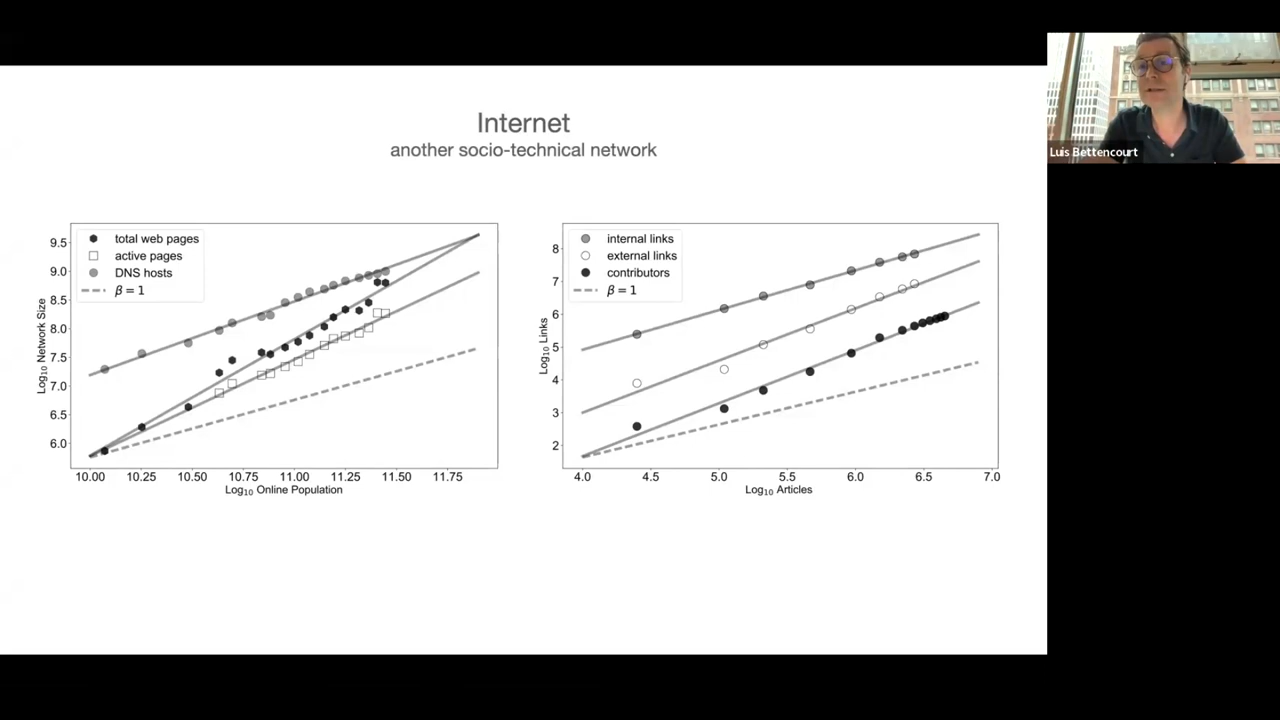 Internet
another socio-technical network
Luis Bettencourt
total web pages
active pages
DNS hosts
β = 1
9.5
9.0
8.5
8.0
7.5
7.0
6.5
6.0
Log10 Network Size
10.00 10.25 10.50 10.75 11.00 11.25 11.50 11.75
Log10 Online Population
internal links
external links
contributors
β = 1
8
7
6
5
4
3
2
Log10 Links
4.0 4.5 5.0 5.5 6.0 6.5 7.0
Log10 Articles